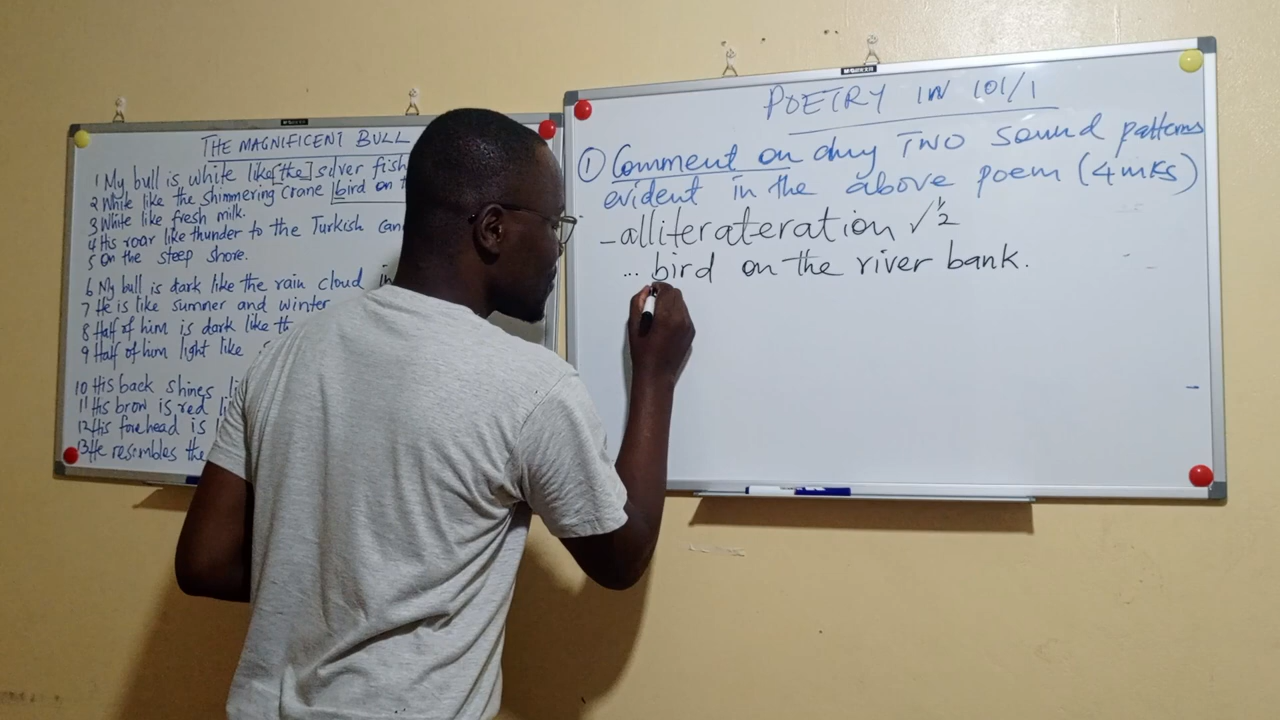 THE MAGNIFICENT BULL
1 My bull is white like [the] silver fish
2 White like the shimmering crane bird on
3 White like fresh milk.
4 His roar like thunder to the Turkish
5 on the steep shore.
6 My bull is dark like the rain cloud in
7 He is like summer and winter
8 Half of him is dark like
9 Half of him light like
10 His back shines
11 His brow is red
12 His forehead is
13 He resembles the
POETRY IN 101/1
① Comment on any TWO sound patterns
evident in the above poem (4mks)
- alliterateration ✓½
... bird on the river bank.